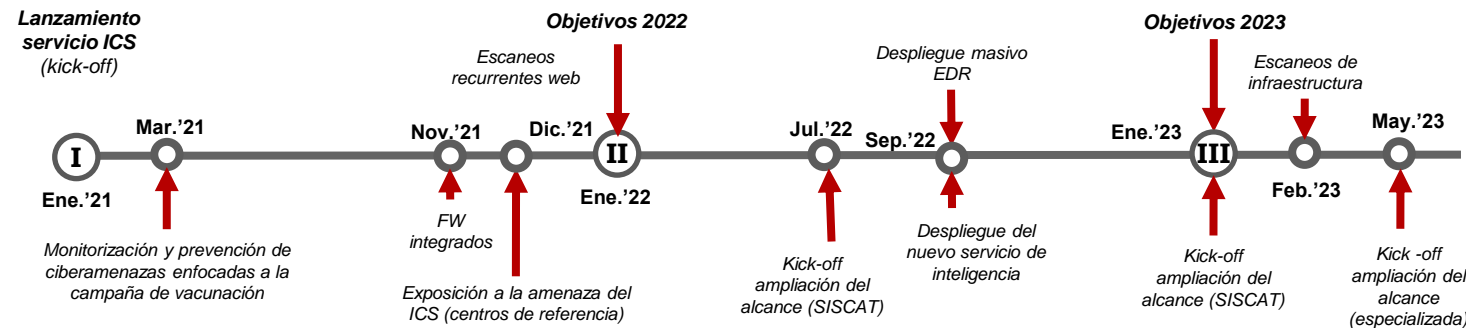 Lanzamiento
servicio ICS
(kick-off)
I
Ene.'21
Mar.'21
Monitorización y prevención de
ciberamenazas enfocadas a la
campaña de vacunación
Nov.'21
FW
integrados
Escaneos
recurrentes web
Dic.'21
Exposición a la amenaza del
ICS (centros de referencia)
Objetivos 2022
II
Ene.'22
Jul.'22
Kick-off
ampliación del
alcance (SISCAT)
Despliegue masivo
EDR
Sep.'22
Despliegue del
nuevo servicio de
inteligencia
Objetivos 2023
Ene.'23
III
Kick-off
ampliación del
alcance (SISCAT)
Escaneos de
infraestructura
Feb.'23
May.'23
Kick -off
ampliación del
alcance
(especializada)